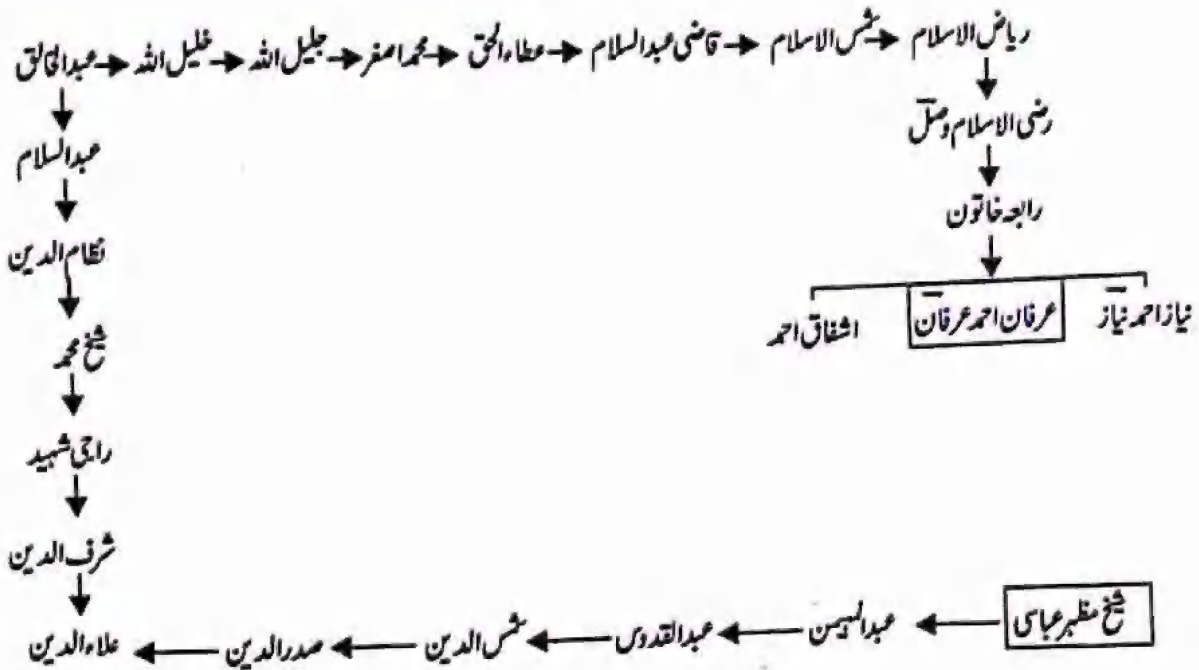 ریاض الاسلام → شمس الاسلام → قاضی عبدالسلام → عطاء الحق → محمد اصغر → جلیل اللہ → خلیل اللہ → عبدالخالق
عبدالسلام
رضی الاسلام وصل
نظام الدین
رابعہ خاتون
شیخ محمد
نیاز احمد نیاز
عرفان احمد عرفان
اشفاق احمد
راجی شہید
شرف الدین
شیخ مظہر عباسی ← عبدالمہیمن ← عبدالقدوس ← شمس الدین ← صدرالدین ← علاء الدین